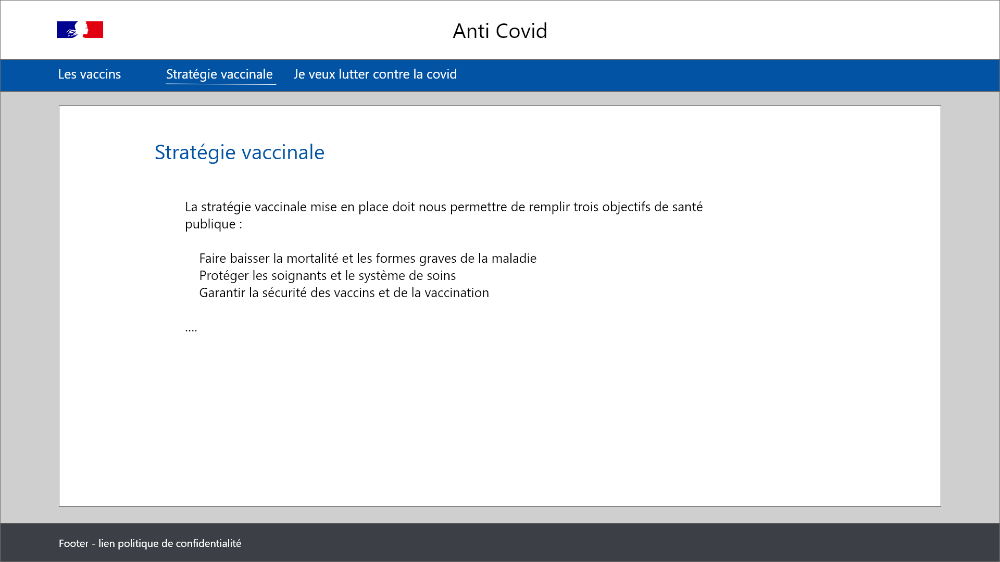 Anti Covid
Les vaccins
Stratégie vaccinale
Je veux lutter contre la covid
Stratégie vaccinale
La stratégie vaccinale mise en place doit nous permettre de remplir trois objectifs de santé
publique :
Faire baisser la mortalité et les formes graves de la maladie
Protéger les soignants et le système de soins
Garantir la sécurité des vaccins et de la vaccination
....
Footer - lien politique de confidentialité